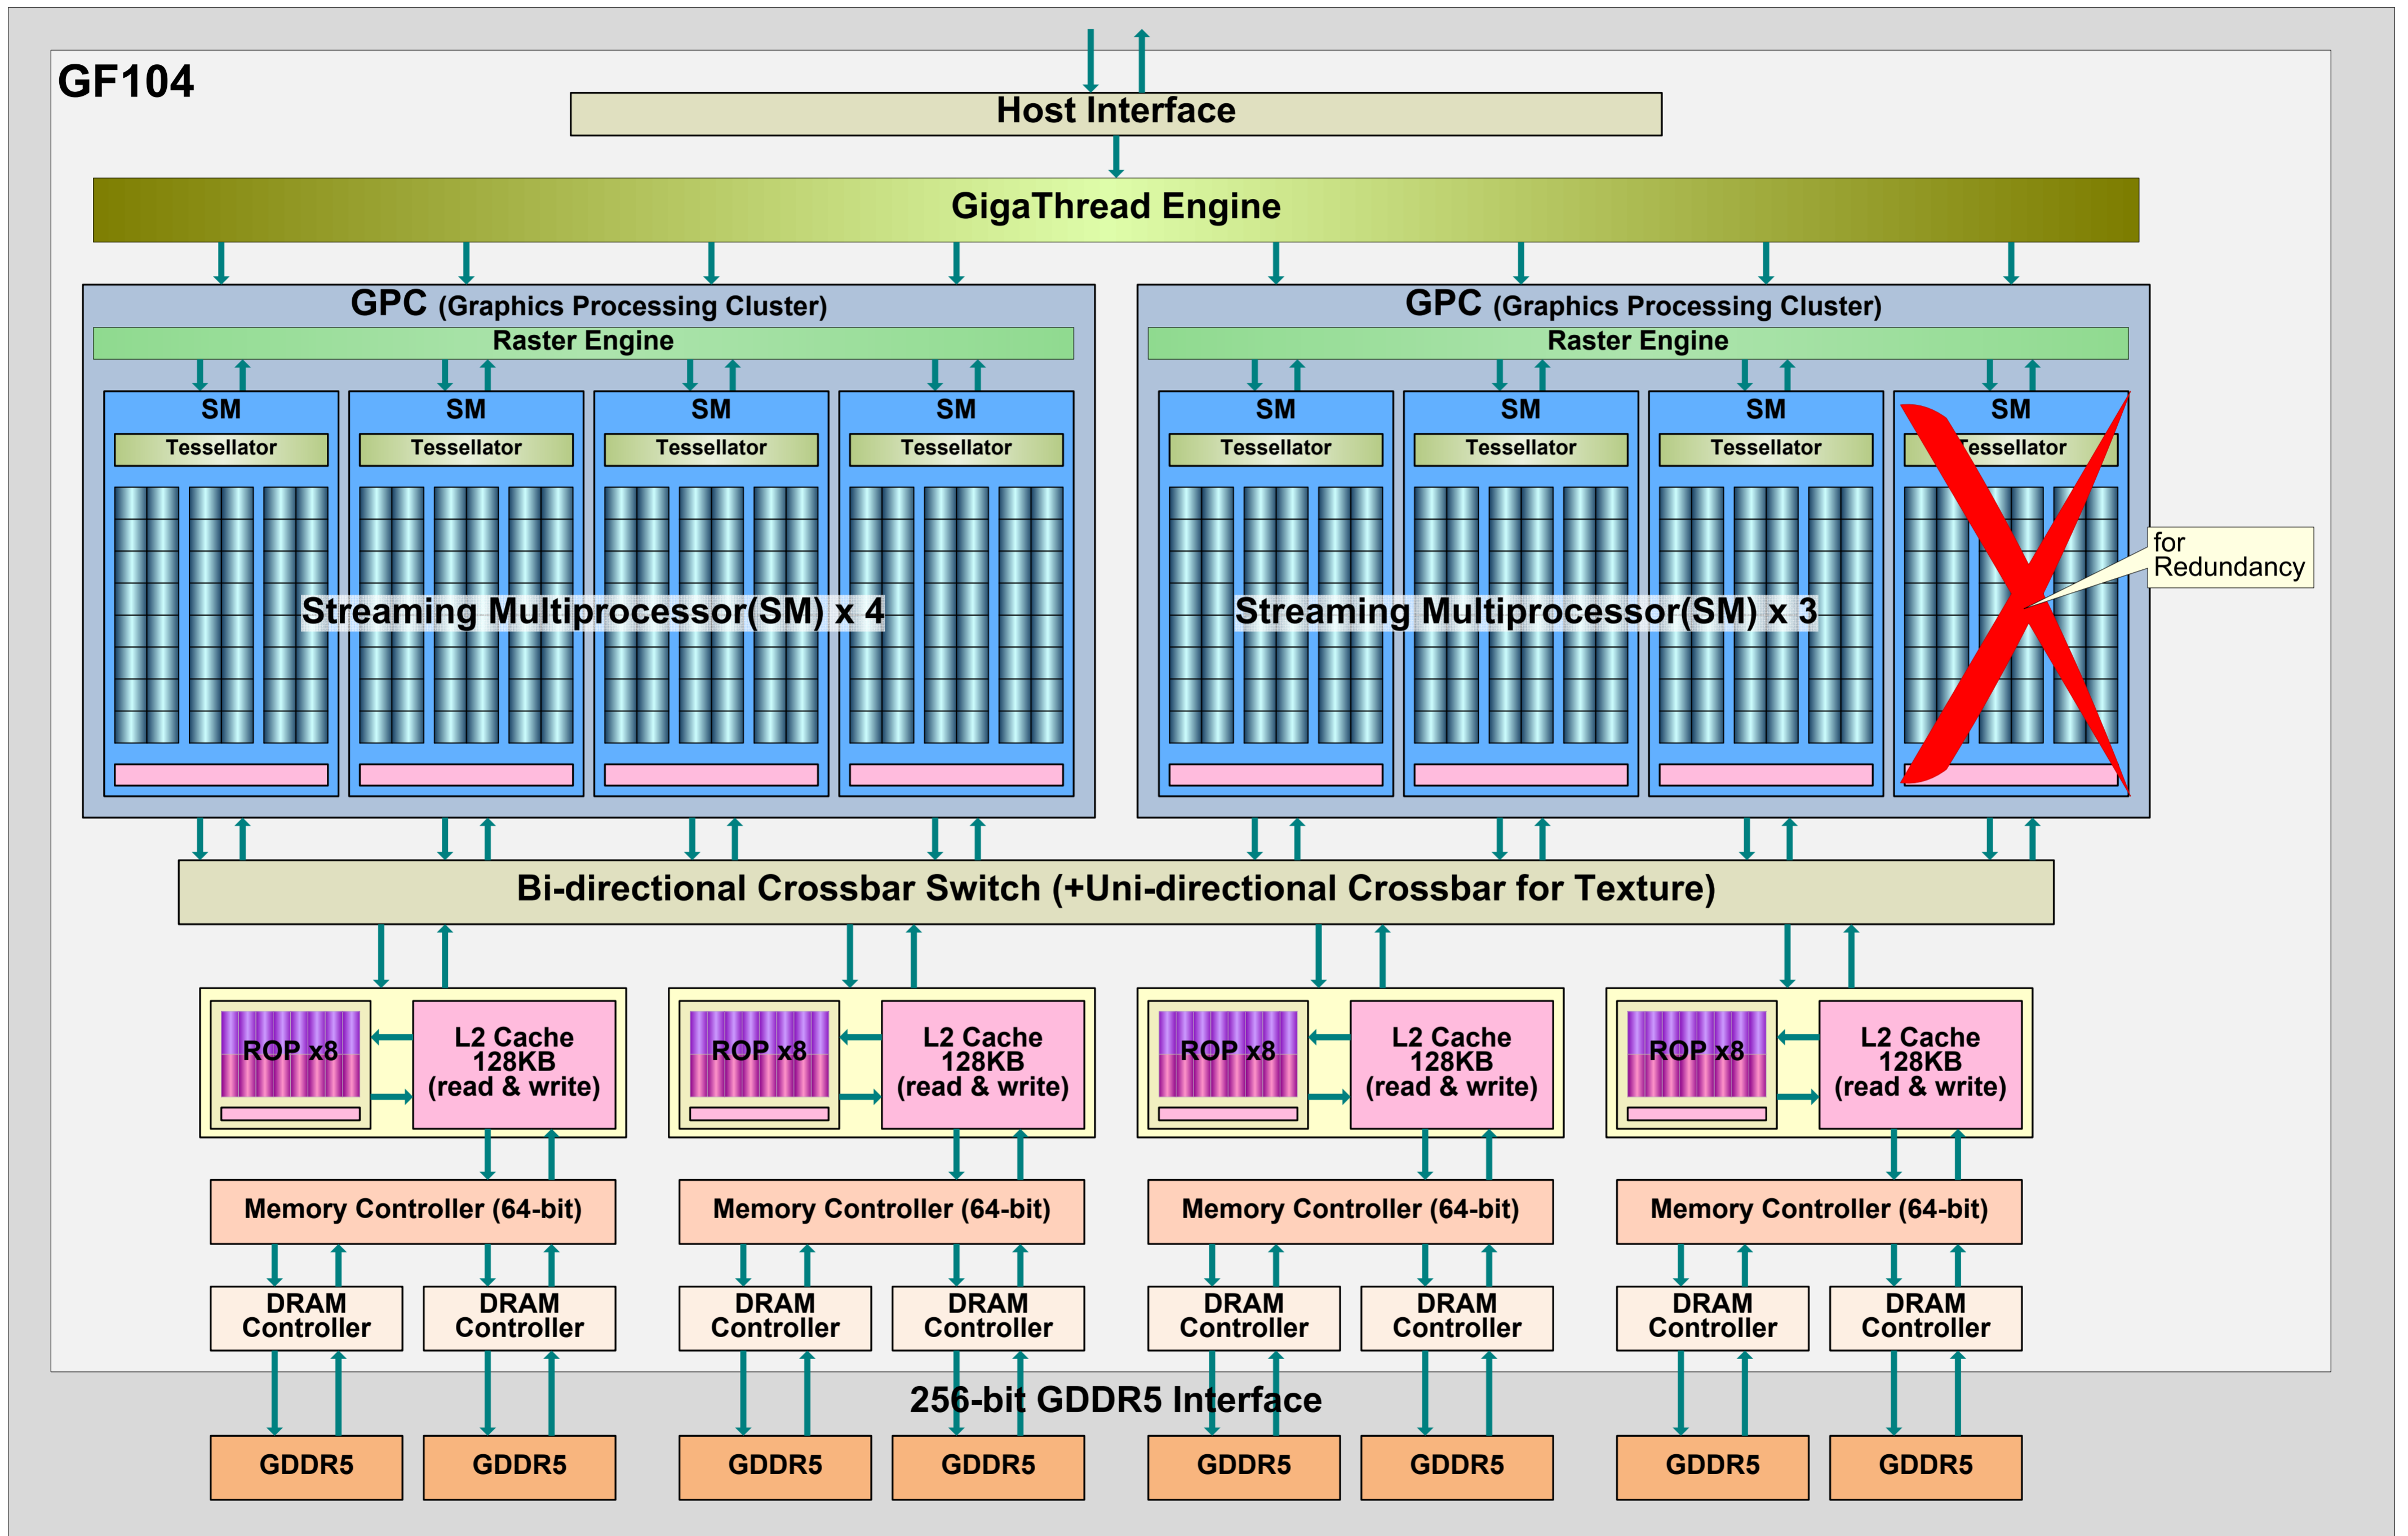 GF104
Host Interface
GigaThread Engine
GPC (Graphics Processing Cluster)
Raster Engine
SM
SM
SM
SM
Tessellator
Tessellator
Tessellator
Tessellator
Streaming Multiprocessor(SM) x 4
GPC (Graphics Processing Cluster)
Raster Engine
SM
SM
SM
SM
Tessellator
Tessellator
Tessellator
Tessellator
Streaming Multiprocessor(SM) x 3
for
Redundancy
Bi-directional Crossbar Switch (+Uni-directional Crossbar for Texture)
ROP x8
L2 Cache
128KB
(read & write)
ROP x8
L2 Cache
128KB
(read & write)
ROP x8
L2 Cache
128KB
(read & write)
ROP x8
L2 Cache
128KB
(read & write)
Memory Controller (64-bit)
Memory Controller (64-bit)
Memory Controller (64-bit)
Memory Controller (64-bit)
DRAM
Controller
DRAM
Controller
DRAM
Controller
DRAM
Controller
DRAM
Controller
DRAM
Controller
DRAM
Controller
DRAM
Controller
256-bit GDDR5 Interface
GDDR5
GDDR5
GDDR5
GDDR5
GDDR5
GDDR5
GDDR5
GDDR5